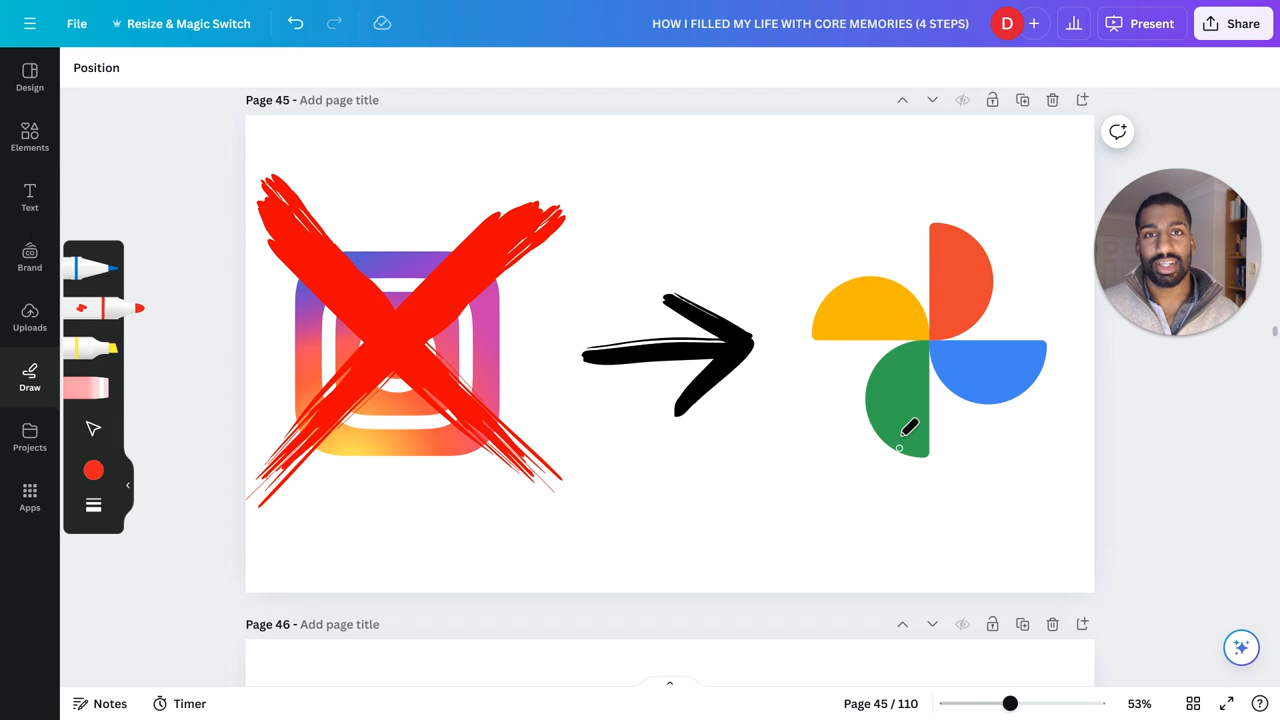 File
Resize & Magic Switch
HOW I FILLED MY LIFE WITH CORE MEMORIES (4 STEPS)
D
Present
Share
Position
Design
Elements
Text
Brand
Uploads
Draw
Projects
Apps
Page 45 - Add page title
Page 46 - Add page title
Notes
Timer
Page 45 / 110
53%